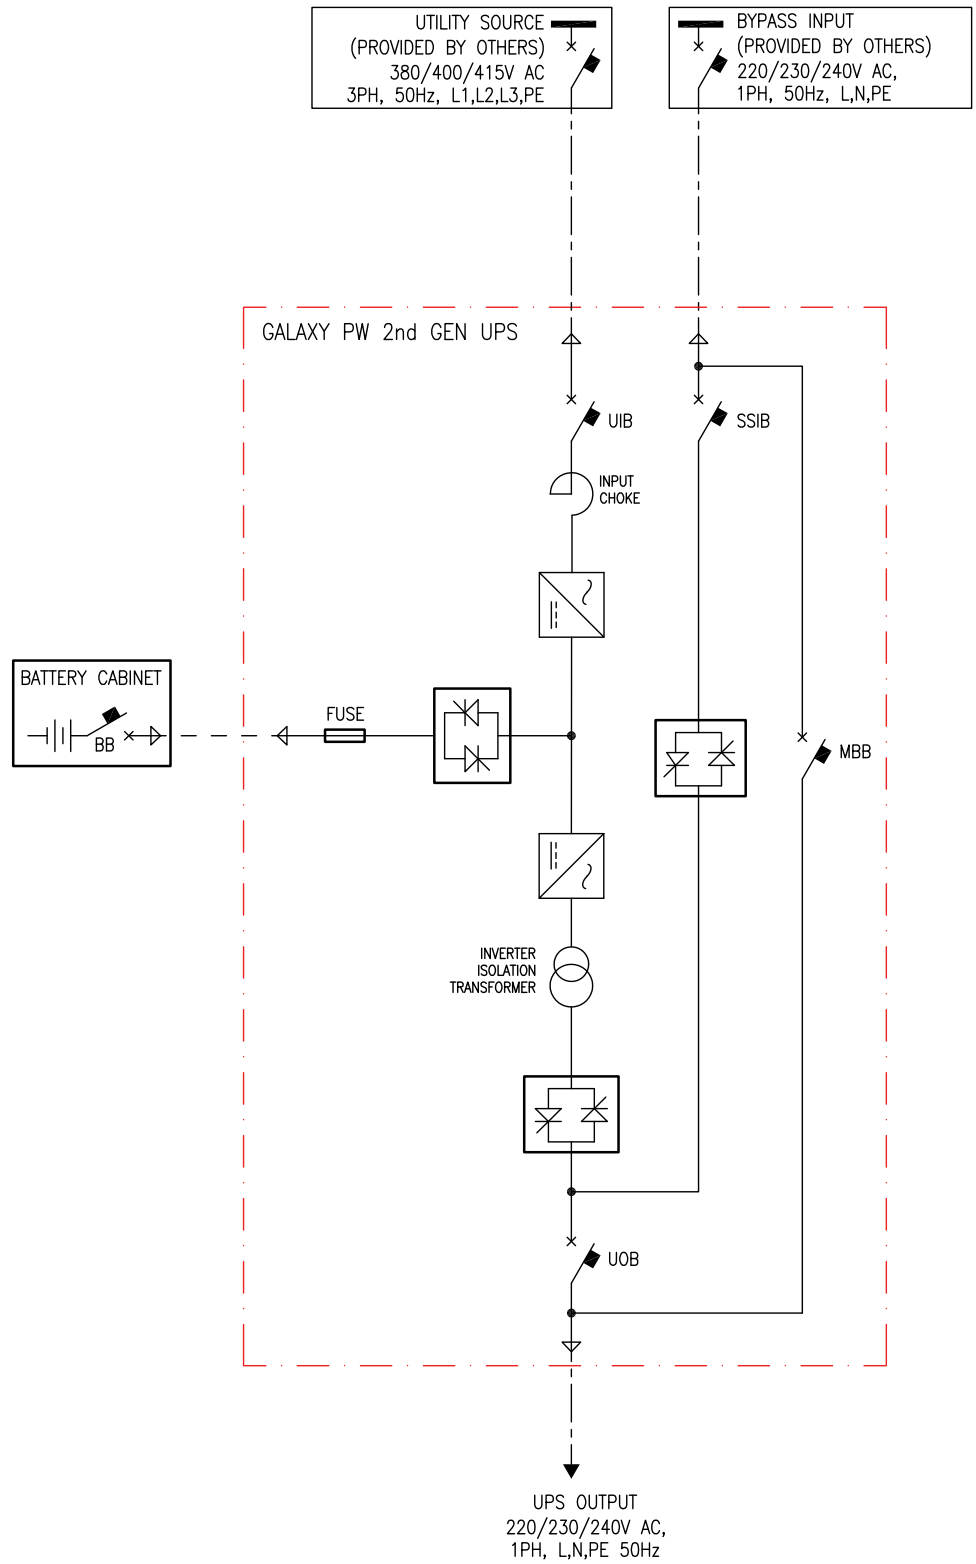 UTILITY SOURCE
(PROVIDED BY OTHERS)
380/400/415V AC
3PH, 50Hz, L1,L2,L3,PE
BYPASS INPUT
(PROVIDED BY OTHERS)
220/230/240V AC,
1PH, 50Hz, L,N,PE
GALAXY PW 2nd GEN UPS
UIB
SSIB
INPUT
CHOKE
BATTERY CABINET
BB
FUSE
MBB
INVERTER
ISOLATION
TRANSFORMER
UOB
UPS OUTPUT
220/230/240V AC,
1PH, L,N,PE 50Hz